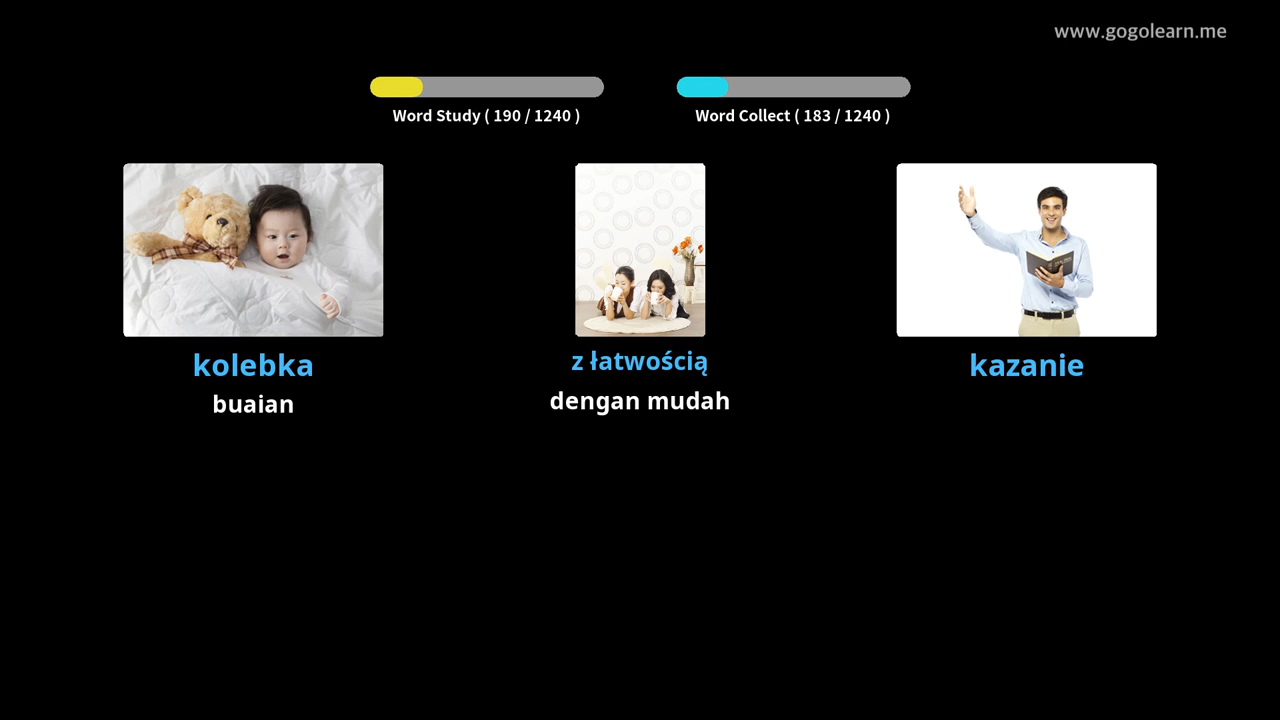 www.gogolearn.me
Word Study ( 190 / 1240 )
Word Collect ( 183 / 1240 )
kolebka
z łatwością
kazanie
buaian
dengan mudah